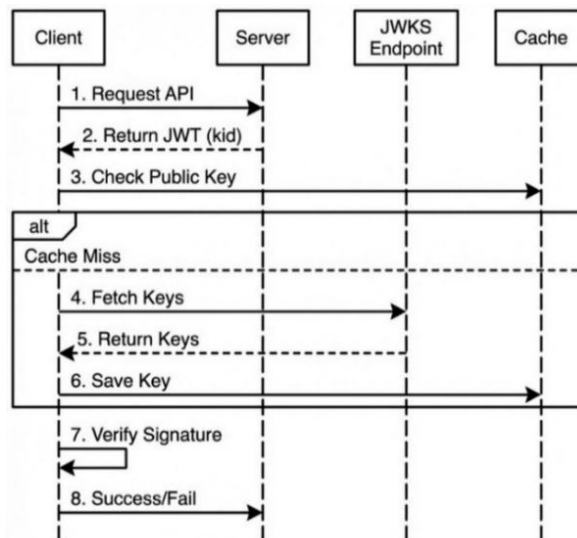 Client
Server
JWKS
Endpoint
Cache
1. Request API
2. Return JWT (kid)
3. Check Public Key
alt
Cache Miss
4. Fetch Keys
5. Return Keys
6. Save Key
7. Verify Signature
8. Success/Fail